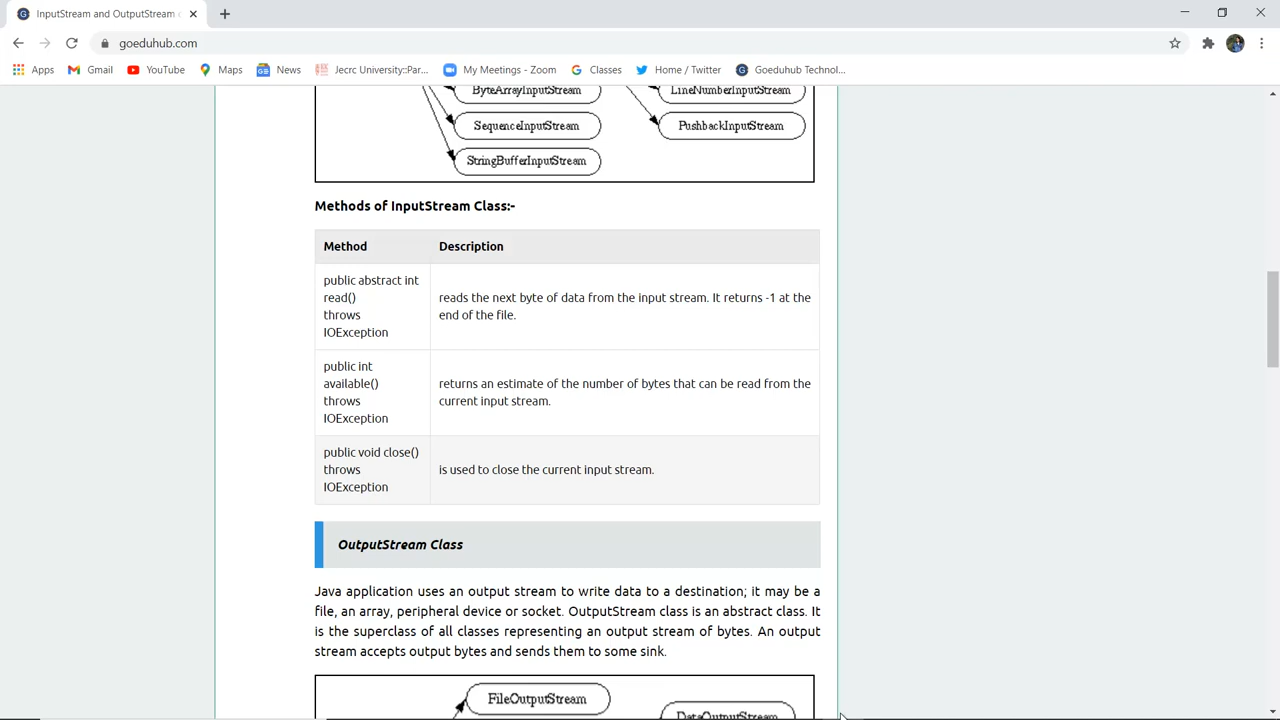 InputStream and OutputStream c
goeduhub.com
Apps
Gmail
YouTube
Maps
News
Jecrc University::Par...
My Meetings - Zoom
Classes
Home / Twitter
Goeduhub Technol...
ByteArrayInputStream
LineNumberInputStream
SequenceInputStream
PushbackInputStream
StringBufferInputStream
Methods of InputStream Class:-
Method
Description
public abstract int
read()
throws
IOException
reads the next byte of data from the input stream. It returns -1 at the
end of the file.
public int
available()
throws
IOException
returns an estimate of the number of bytes that can be read from the
current input stream.
public void close()
throws
IOException
is used to close the current input stream.
OutputStream Class
Java application uses an output stream to write data to a destination; it may be a
file, an array, peripheral device or socket. OutputStream class is an abstract class. It
is the superclass of all classes representing an output stream of bytes. An output
stream accepts output bytes and sends them to some sink.
FileOutputStream
DataOutputStream